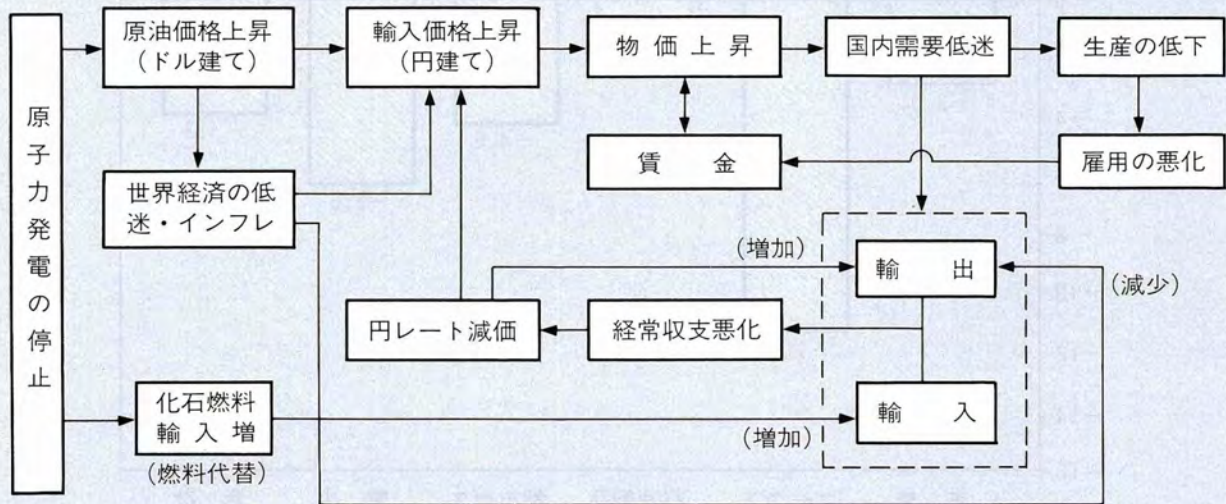 原子力発電の停止
原油価格上昇
(ドル建て)
輸入価格上昇
(円建て)
物価上昇
国内需要低迷
生産の低下
賃金
雇用の悪化
世界経済の低
迷・インフレ
(増加)
輸出
(減少)
円レート減価
経常収支悪化
化石燃料
輸入増
(燃料代替)
(増加)
輸入